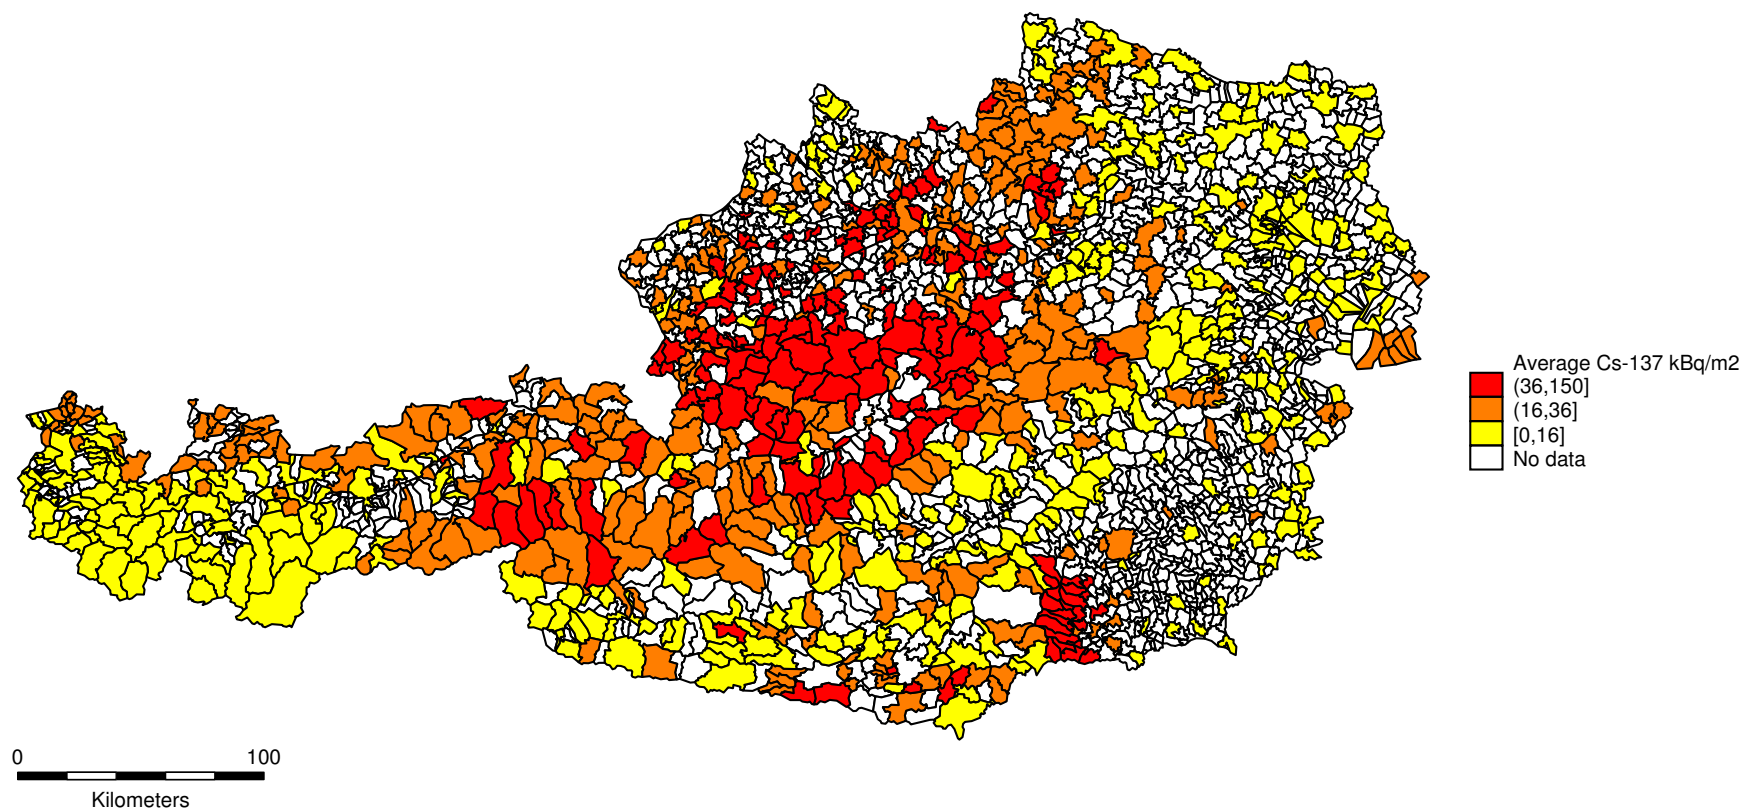 Average Cs-137 kBq/m2
(36,150]
(16,36]
[0,16]
No data
0 100
Kilometers